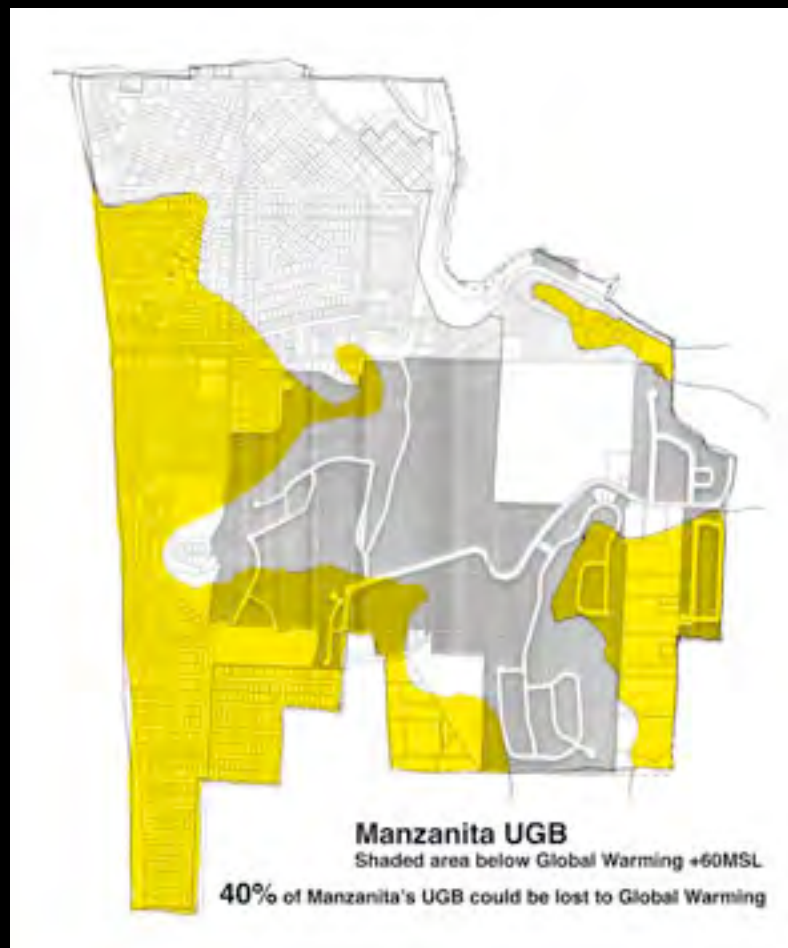 Manzanita UGB
Shaded area below Global Warming +60MSL
40% of Manzanita's UGB could be lost to Global Warming